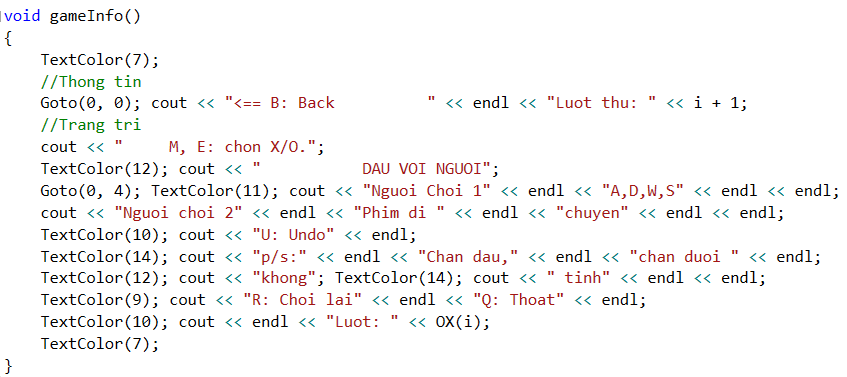 void gameInfo()
{
    TextColor(7);
    //Thong tin
    Goto(0, 0); cout << "<== B: Back          " << endl << "Luot thu: " << i + 1;
    //Trang tri
    cout << "     M, E: chon X/O.";
    TextColor(12); cout << "           DAU VOI NGUOI";
    Goto(0, 4); TextColor(11); cout << "Nguoi Choi 1" << endl << "A,D,W,S" << endl << endl;
    cout << "Nguoi choi 2" << endl << "Phim di " << endl << "chuyen" << endl << endl;
    TextColor(10); cout << "U: Undo" << endl;
    TextColor(14); cout << "p/s:" << endl << "Chan dau," << endl << "chan duoi " << endl;
    TextColor(12); cout << "khong"; TextColor(14); cout << " tinh" << endl << endl;
    TextColor(9); cout << "R: Choi lai" << endl << "Q: Thoat" << endl;
    TextColor(10); cout << endl << "Luot: " << OX(i);
    TextColor(7);
}